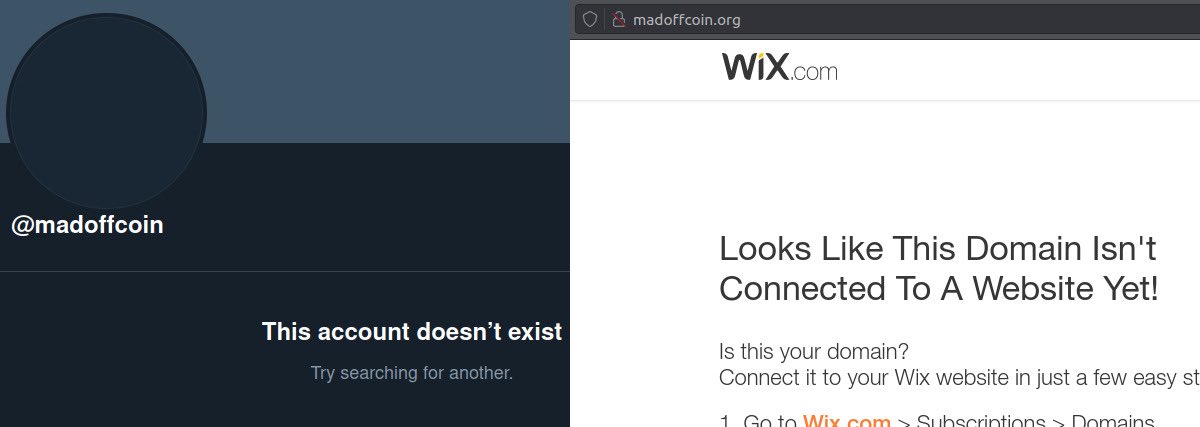 @madoffcoin
This account doesn’t exist
Try searching for another.
madoffcoin.org
WiX.com
Looks Like This Domain Isn't
Connected To A Website Yet!
Is this your domain?
Connect it to your Wix website in just a few easy st
1. Go to Wix.com > Subscriptions > Domains